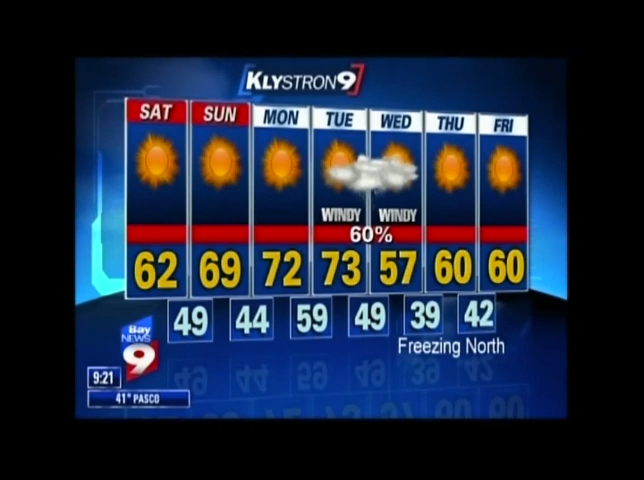 KLYSTRON9
SAT SUN MON TUE WED THU FRI
WINDY WINDY
60%
62 69 72 73 57 60 60
49 44 59 49 39 42
Freezing North
Bay
NEWS
9
9:21
41° PASCO